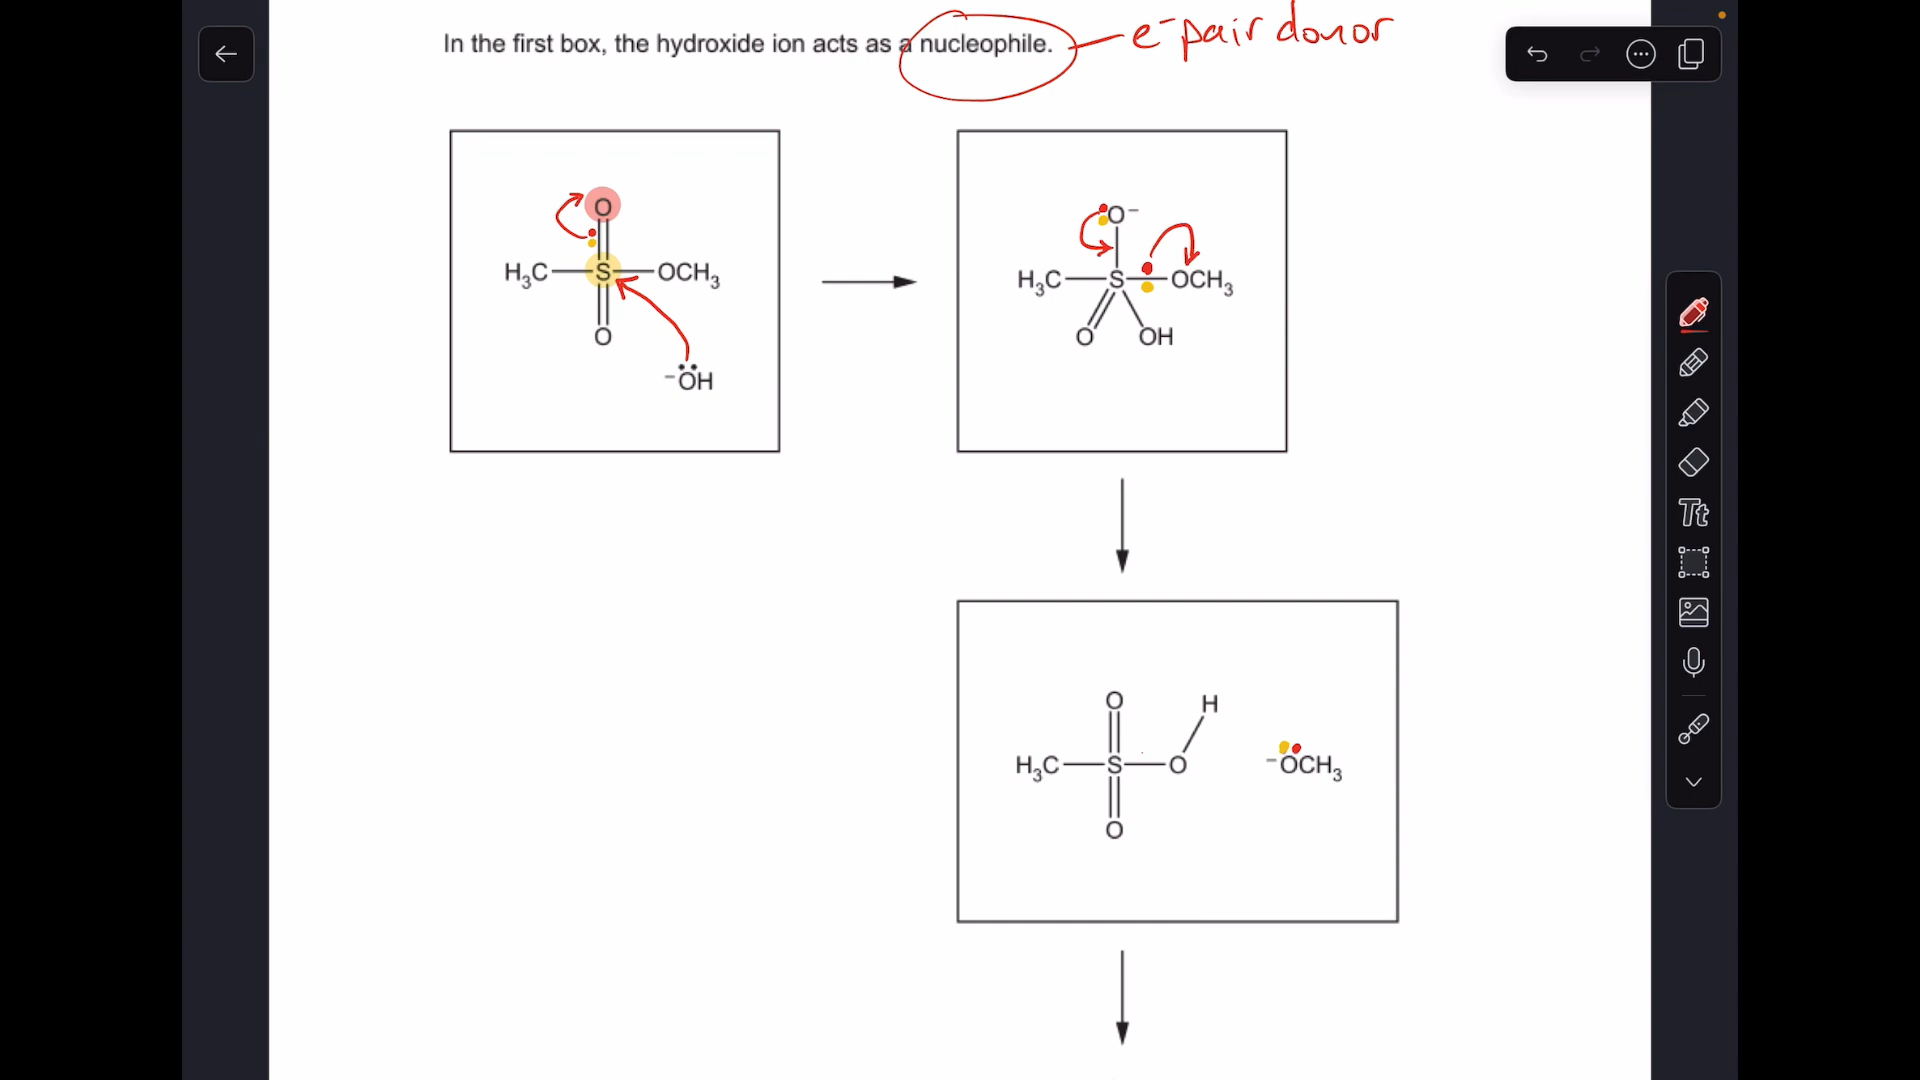 In the first box, the hydroxide ion acts as a nucleophile. e⁻ pair donor
O
H₃C S OCH₃
O
⁻ÖH
O⁻
H₃C S OCH₃
O OH
O H
H₃C S O ⁻OCH₃
O
Tt